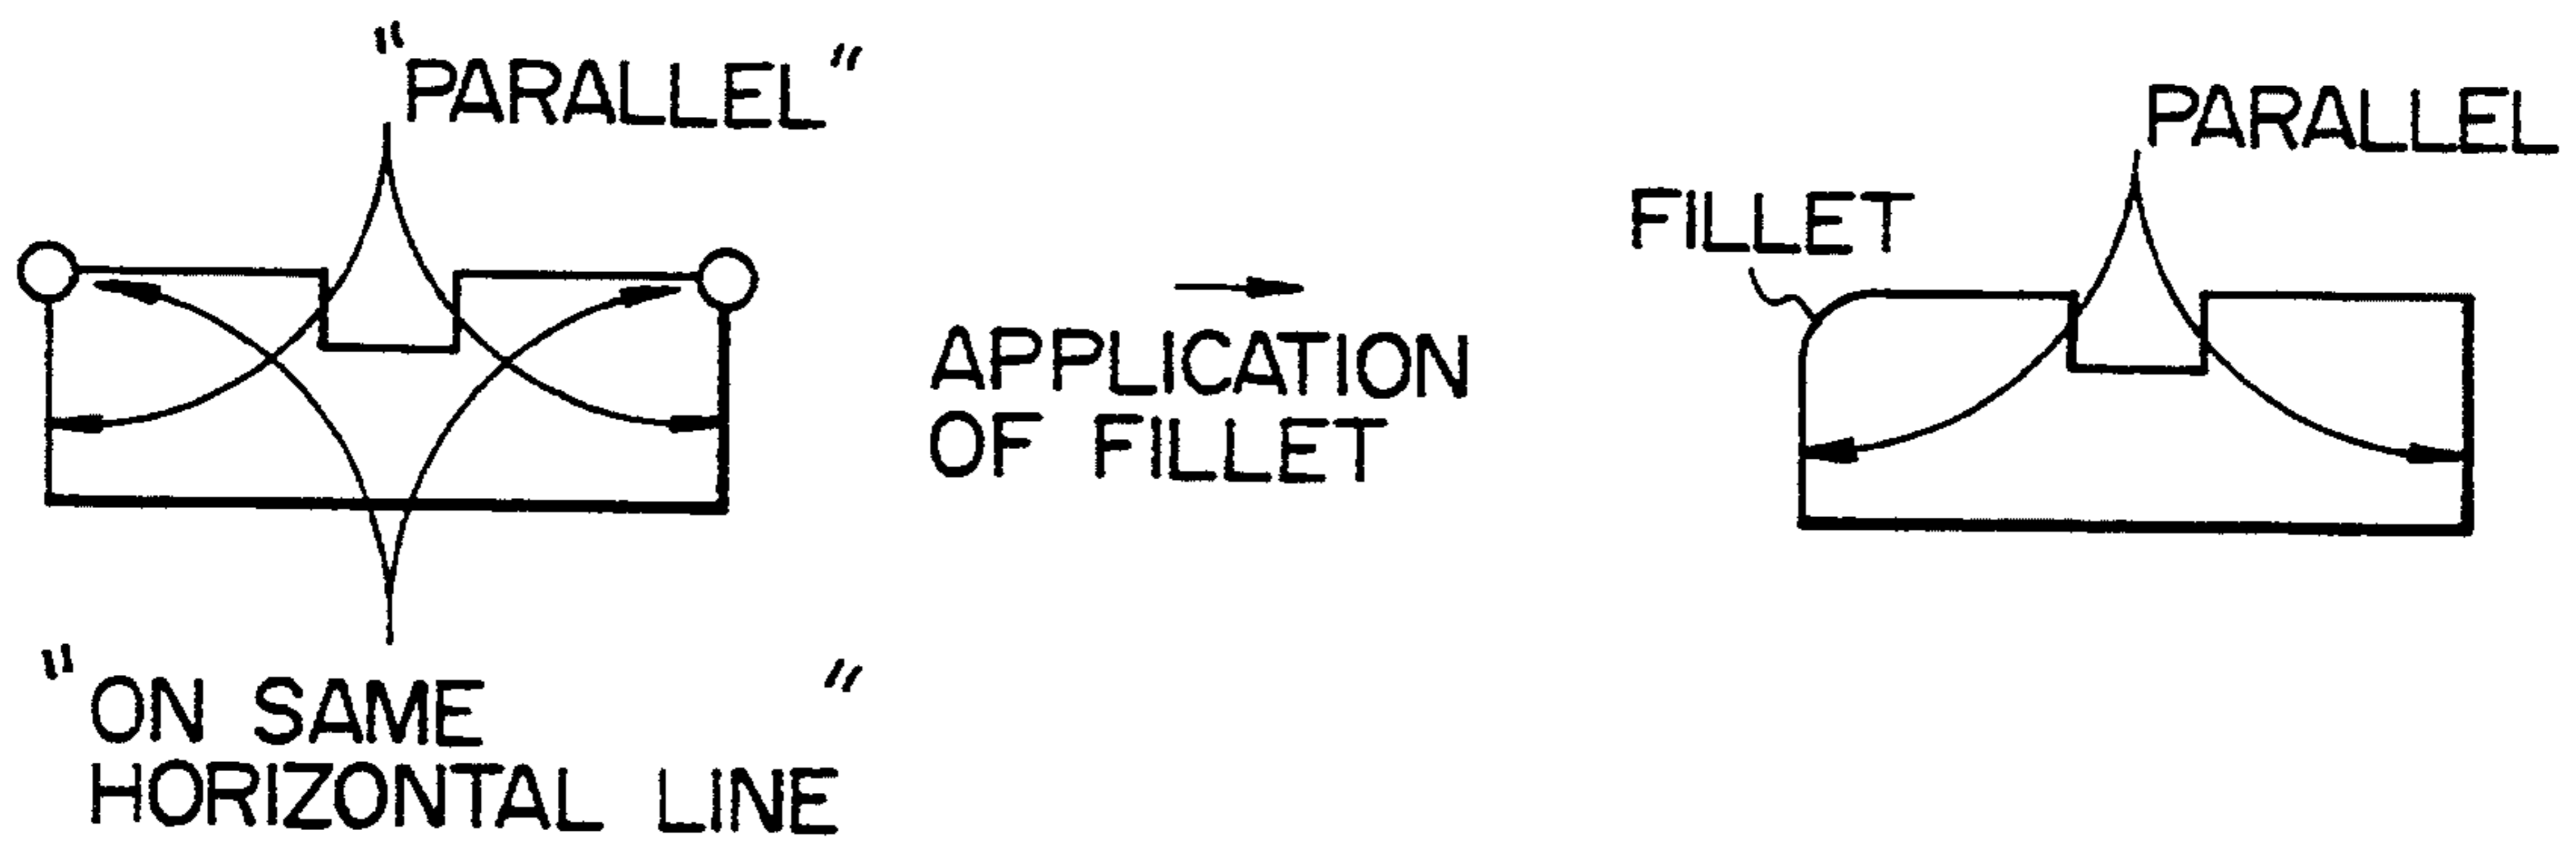 "PARALLEL"
"ON SAME
HORIZONTAL LINE"
APPLICATION
OF FILLET
FILLET
PARALLEL